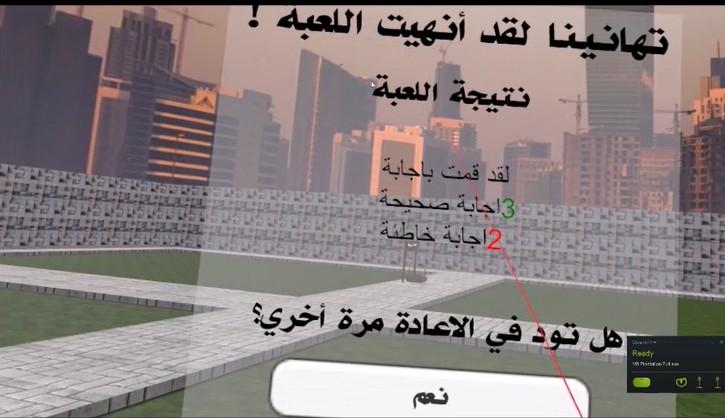 تهانينا لقد أنهيت اللعبة !
نتيجة اللعبة
لقد قمت باجابة
3اجابة صحيحة
2اجابة خاطئة
هل تود في الاعادة مرة أخري؟
نعم
Ready